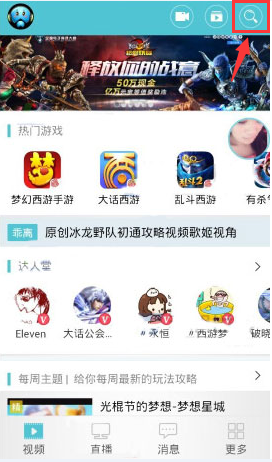 释放你的战意
50万现金
热门游戏
梦幻西游手游
大话西游
乱斗西游
有杀气
乖离
原创冰龙野队初通攻略视频歌姬视角
达人堂
Eleven
大话公会...
#永恒
#西游梦
破晓
每周主题 | 给你每周最新的玩法攻略
精
光棍节的梦想-梦想星城
视频
直播
消息
更多